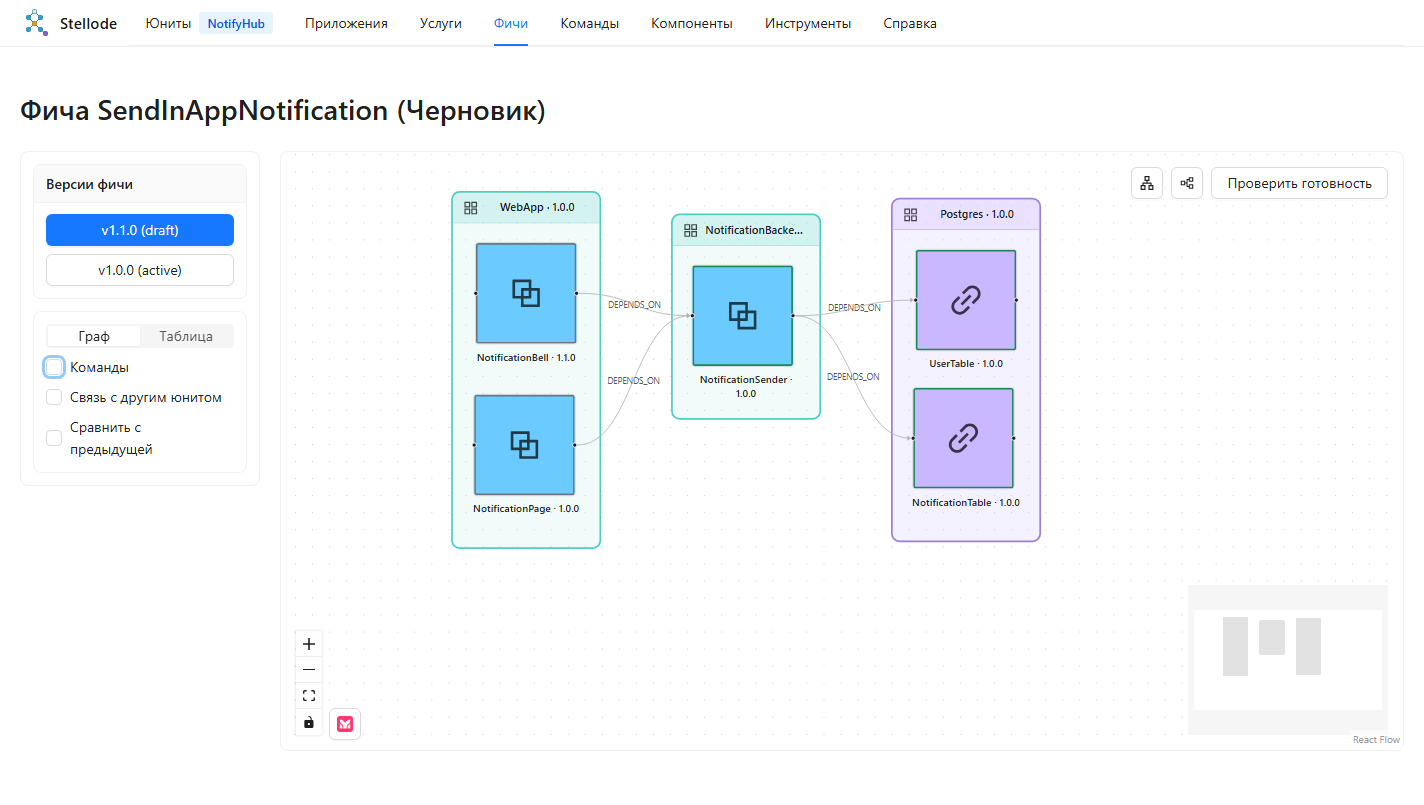 Stellode
Юниты NotifyHub
Приложения
Услуги
Фичи
Команды
Компоненты
Инструменты
Справка
Фича SendInAppNotification (Черновик)
Версии фичи
v1.1.0 (draft)
v1.0.0 (active)
Граф
Таблица
Команды
Связь с другим юнитом
Сравнить с
предыдущей
Проверить готовность
WebApp · 1.0.0
NotificationBell · 1.1.0
NotificationPage · 1.0.0
DEPENDS_ON
DEPENDS_ON
NotificationBacke...
NotificationSender ·
1.0.0
DEPENDS_ON
DEPENDS_ON
Postgres · 1.0.0
UserTable · 1.0.0
NotificationTable · 1.0.0
React Flow